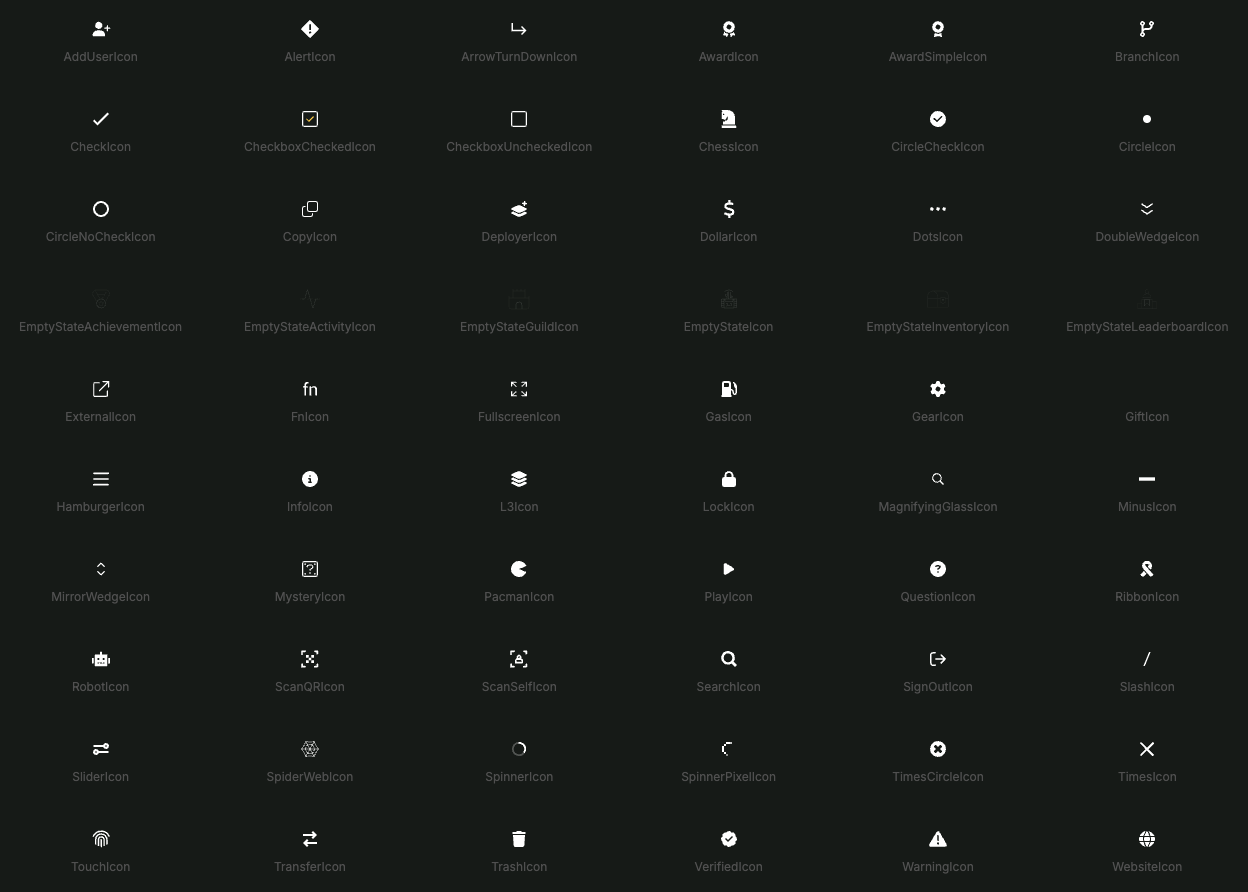 AddUserIcon AlertIcon ArrowTurnDownIcon AwardIcon AwardSimpleIcon BranchIcon
CheckIcon CheckboxCheckedIcon CheckboxUncheckedIcon ChessIcon CircleCheckIcon CircleIcon
CircleNoCheckIcon CopyIcon DeployerIcon DollarIcon DotsIcon DoubleWedgeIcon
EmptyStateAchievementIcon EmptyStateActivityIcon EmptyStateGuildIcon EmptyStateIcon EmptyStateInventoryIcon EmptyStateLeaderboardIcon
fn
ExternalIcon FnIcon FullscreenIcon GasIcon GearIcon GiftIcon
HamburgerIcon InfoIcon L3Icon LockIcon MagnifyingGlassIcon MinusIcon
MirrorWedgeIcon MysteryIcon PacmanIcon PlayIcon QuestionIcon RibbonIcon
RobotIcon ScanQRIcon ScanSelfIcon SearchIcon SignOutIcon SlashIcon
SliderIcon SpiderWebIcon SpinnerIcon SpinnerPixelIcon TimesCircleIcon TimesIcon
TouchIcon TransferIcon TrashIcon VerifiedIcon WarningIcon WebsiteIcon